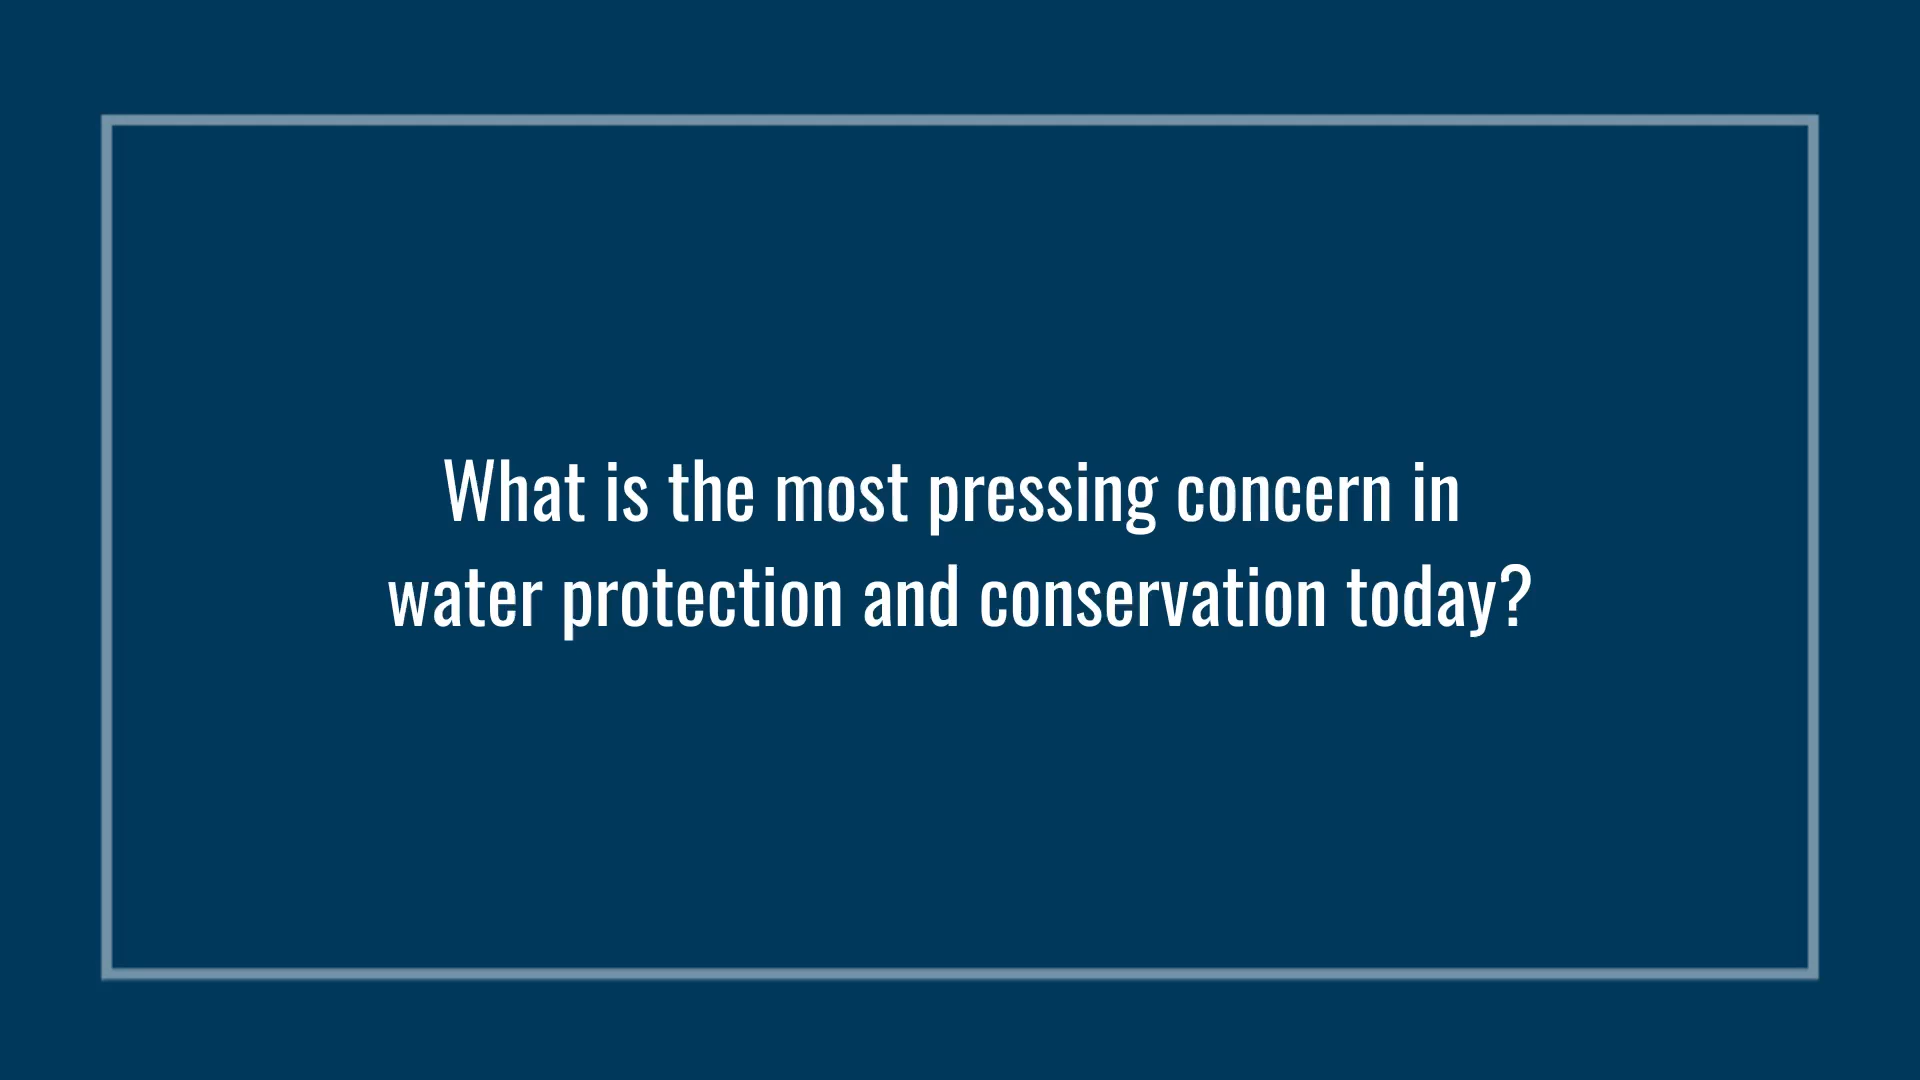 What is the most pressing concern in
water protection and conservation today?